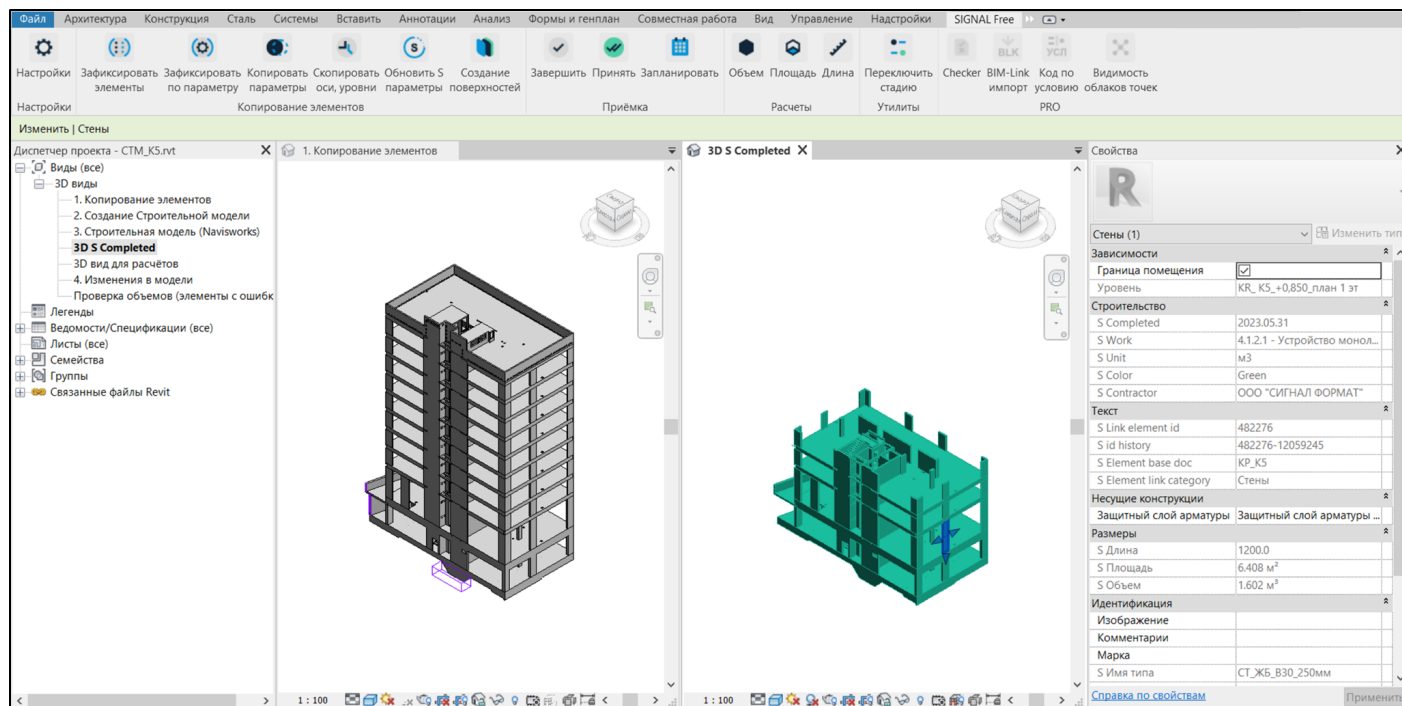 Файл Архитектура Конструкция Сталь Системы Вставить Аннотации Анализ Формы и генплан Совместная работа Вид Управление Надстройки SIGNAL Free
BLK УСЛ
Настройки Зафиксировать элементы Зафиксировать по параметру Копировать параметры Скопировать оси, уровни Обновить S параметры Создание поверхностей Завершить Принять Запланировать Объем Площадь Длина Переключить стадию Checker BIM-Link импорт Код по условию Видимость облаков точек
Настройки Копирование элементов Приёмка Расчеты Утилиты PRO
Изменить | Стены
Диспетчер проекта - СТМ_К5.rvt
Виды (все)
3D виды
1. Копирование элементов
2. Создание Строительной модели
3. Строительная модель (Navisworks)
3D S Completed
3D вид для расчётов
4. Изменения в модели
Проверка объемов (элементы с ошибк
Легенды
Ведомости/Спецификации (все)
Листы (все)
Семейства
Группы
Связанные файлы Revit
1. Копирование элементов
1 : 100
3D S Completed
1 : 100
Свойства
Стены (1) Изменить тип
Зависимости
Граница помещения
Уровень KR_ K5_+0,850_план 1 эт
Строительство
S Completed 2023.05.31
S Work 4.1.2.1 - Устройство монол...
S Unit м3
S Color Green
S Contractor ООО "СИГНАЛ ФОРМАТ"
Текст
S Link element id 482276
S id history 482276-12059245
S Element base doc КР_К5
S Element link category Стены
Несущие конструкции
Защитный слой арматуры Защитный слой арматуры ...
Размеры
S Длина 1200.0
S Площадь 6.408 м²
S Объем 1.602 м³
Идентификация
Изображение
Комментарии
Марка
S Имя типа СТ_ЖБ_В30_250мм
Справка по свойствам Применить